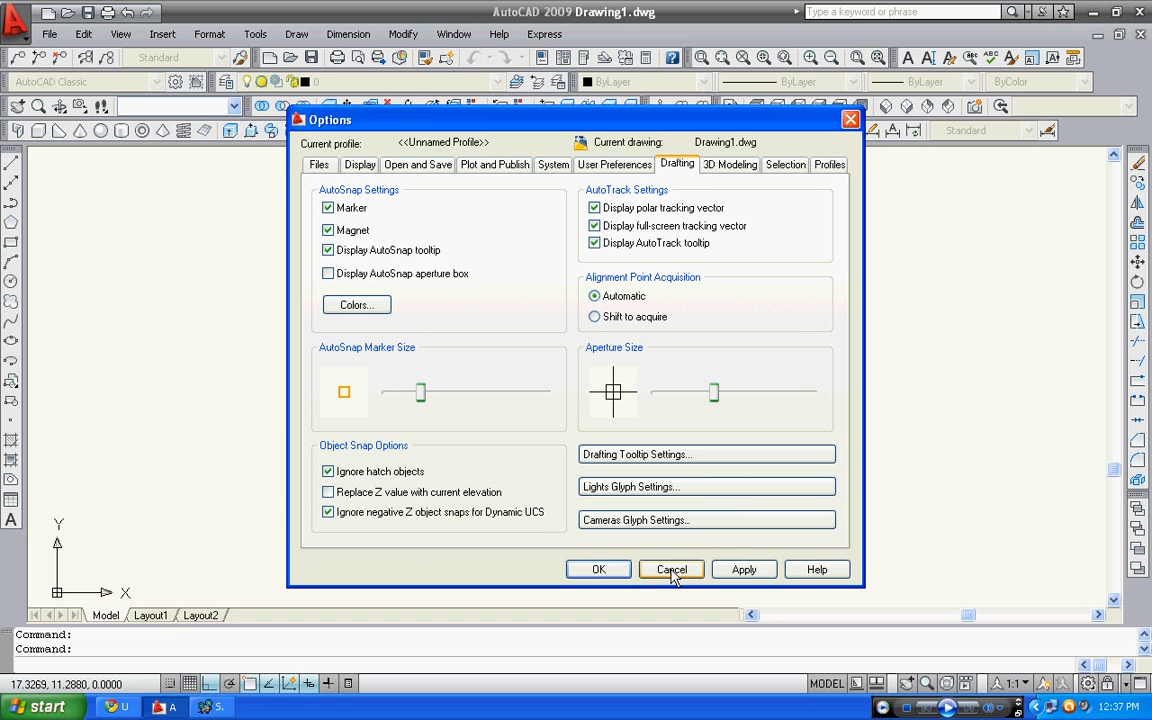 AutoCAD 2009 Drawing1.dwg
Type a keyword or phrase
File Edit View Insert Format Tools Draw Dimension Modify Window Help Express
Standard
AutoCAD Classic 0 ByLayer ByLayer ByLayer ByColor
Standard
Options
Current profile: <<Unnamed Profile>> Current drawing: Drawing1.dwg
Files Display Open and Save Plot and Publish System User Preferences Drafting 3D Modeling Selection Profiles
AutoSnap Settings
Marker
Magnet
Display AutoSnap tooltip
Display AutoSnap aperture box
Colors...
AutoTrack Settings
Display polar tracking vector
Display full-screen tracking vector
Display AutoTrack tooltip
Alignment Point Acquisition
Automatic
Shift to acquire
AutoSnap Marker Size
Aperture Size
Object Snap Options
Ignore hatch objects
Replace Z value with current elevation
Ignore negative Z object snaps for Dynamic UCS
Drafting Tooltip Settings...
Lights Glyph Settings...
Cameras Glyph Settings...
OK Cancel Apply Help
Y
X
Model Layout1 Layout2
Command:
Command:
17.3269, 11.2880, 0.0000 MODEL 1:1
start U A S. 12:37 PM